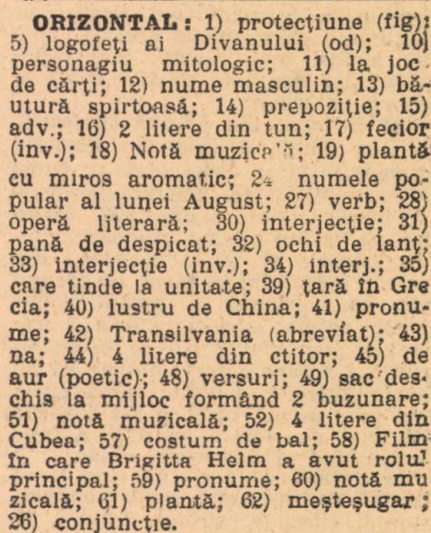 ORIZONTAL: 1) protecțiune (fig);
5) logofeți ai Divanului (od); 10)
personagiu mitologic; 11) la joc
de cărți; 12) nume masculin; 13) bă-
utură spirtoasă; 14) prepoziție; 15)
adv.; 16) 2 litere din tun; 17) fecior
(inv.); 18) Notă muzicală; 19) plantă
cu miros aromatic; 24 numele po-
pular al lunei August; 27) verb; 28)
operă literară; 30) interjecție; 31)
pană de despicat; 32) ochi de lanț;
33) interjecție (inv.); 34) interj.; 35)
care tinde la unitate; 39) țară în Gre
cia; 40) lustru de China; 41) pronu-
me; 42) Transilvania (abreviat); 43)
na; 44) 4 litere din ctitor; 45) de
aur (poetic); 48) versuri; 49) sac des-
chis la mijloc formând 2 buzunare;
51) notă muzicală; 52) 4 litere din
Cubea; 57) costum de bal; 58) Film
în care Brigitta Helm a avut rolul
principal; 59) pronume; 60) notă mu
zicală; 61) plantă; 62) meșteșugar;
26) conjuncție.